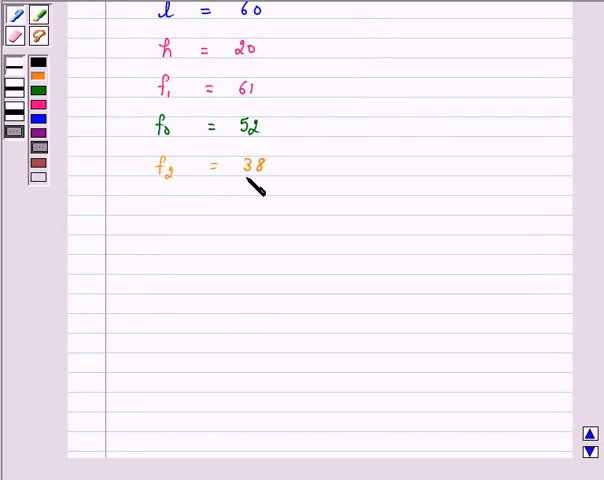 l = 60
h = 20
f₁ = 61
f₀ = 52
f₂ = 38